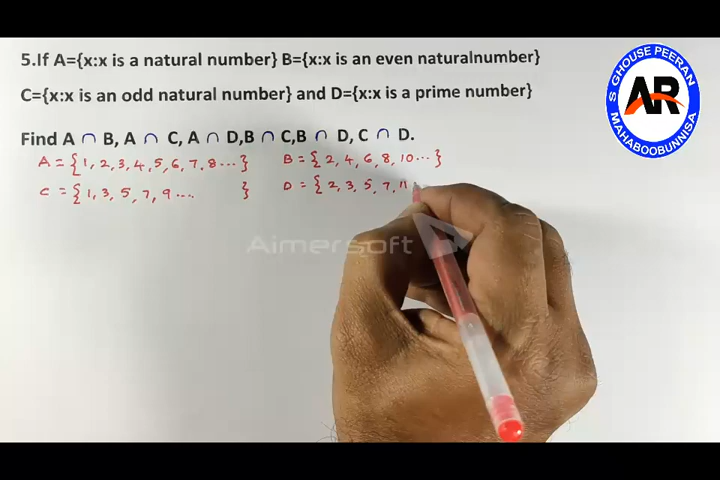 5.If A={x:x is a natural number} B={x:x is an even naturalnumber}
C={x:x is an odd natural number} and D={x:x is a prime number}
Find A ∩ B, A ∩ C, A ∩ D,B ∩ C,B ∩ D, C ∩ D.
A = {1, 2, 3, 4, 5, 6, 7, 8 ... } B = {2, 4, 6, 8, 10 ... }
C = {1, 3, 5, 7, 9 ... } D = {2, 3, 5, 7, 11
Aimersoft
S GHOUSE PEERAN
AR
MAHABOOBUNNISA